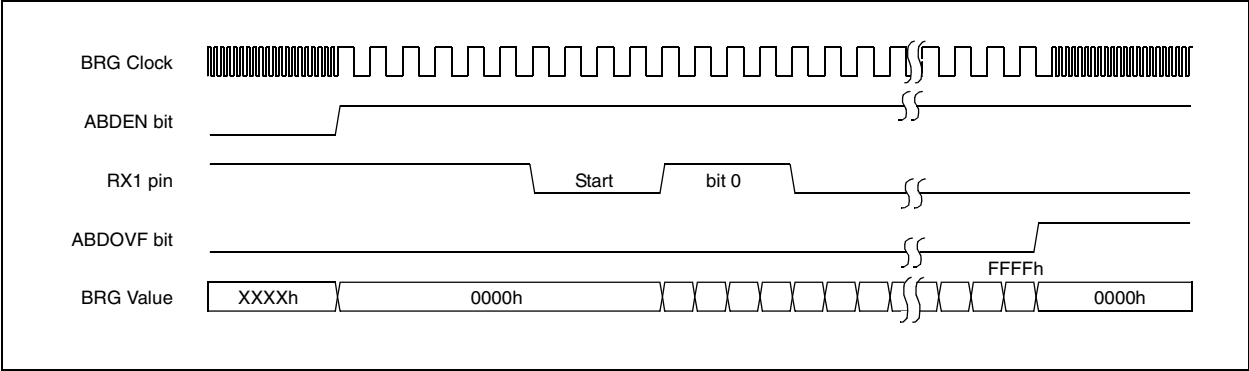 BRG Clock
ABDEN bit
RX1 pin
Start
bit 0
ABDOVF bit
FFFFh
BRG Value
XXXXh
0000h
0000h